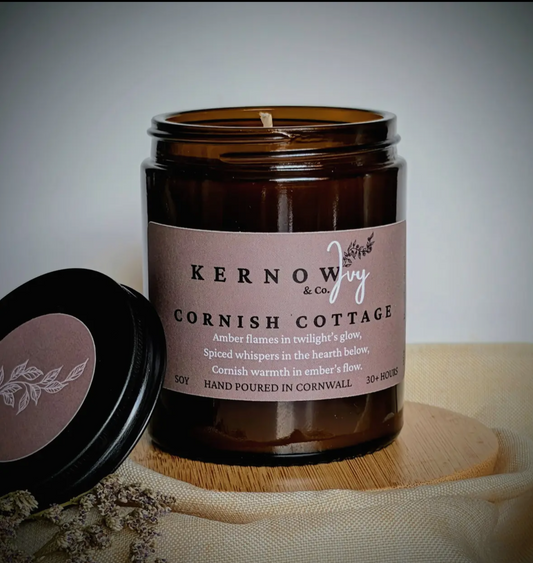 KERNOW Ivy
& Co.
CORNISH COTTAGE
Amber flames in twilight's glow,
Spiced whispers in the hearth below,
Cornish warmth in ember's flow.
SOY HAND POURED IN CORNWALL 30+ HOURS